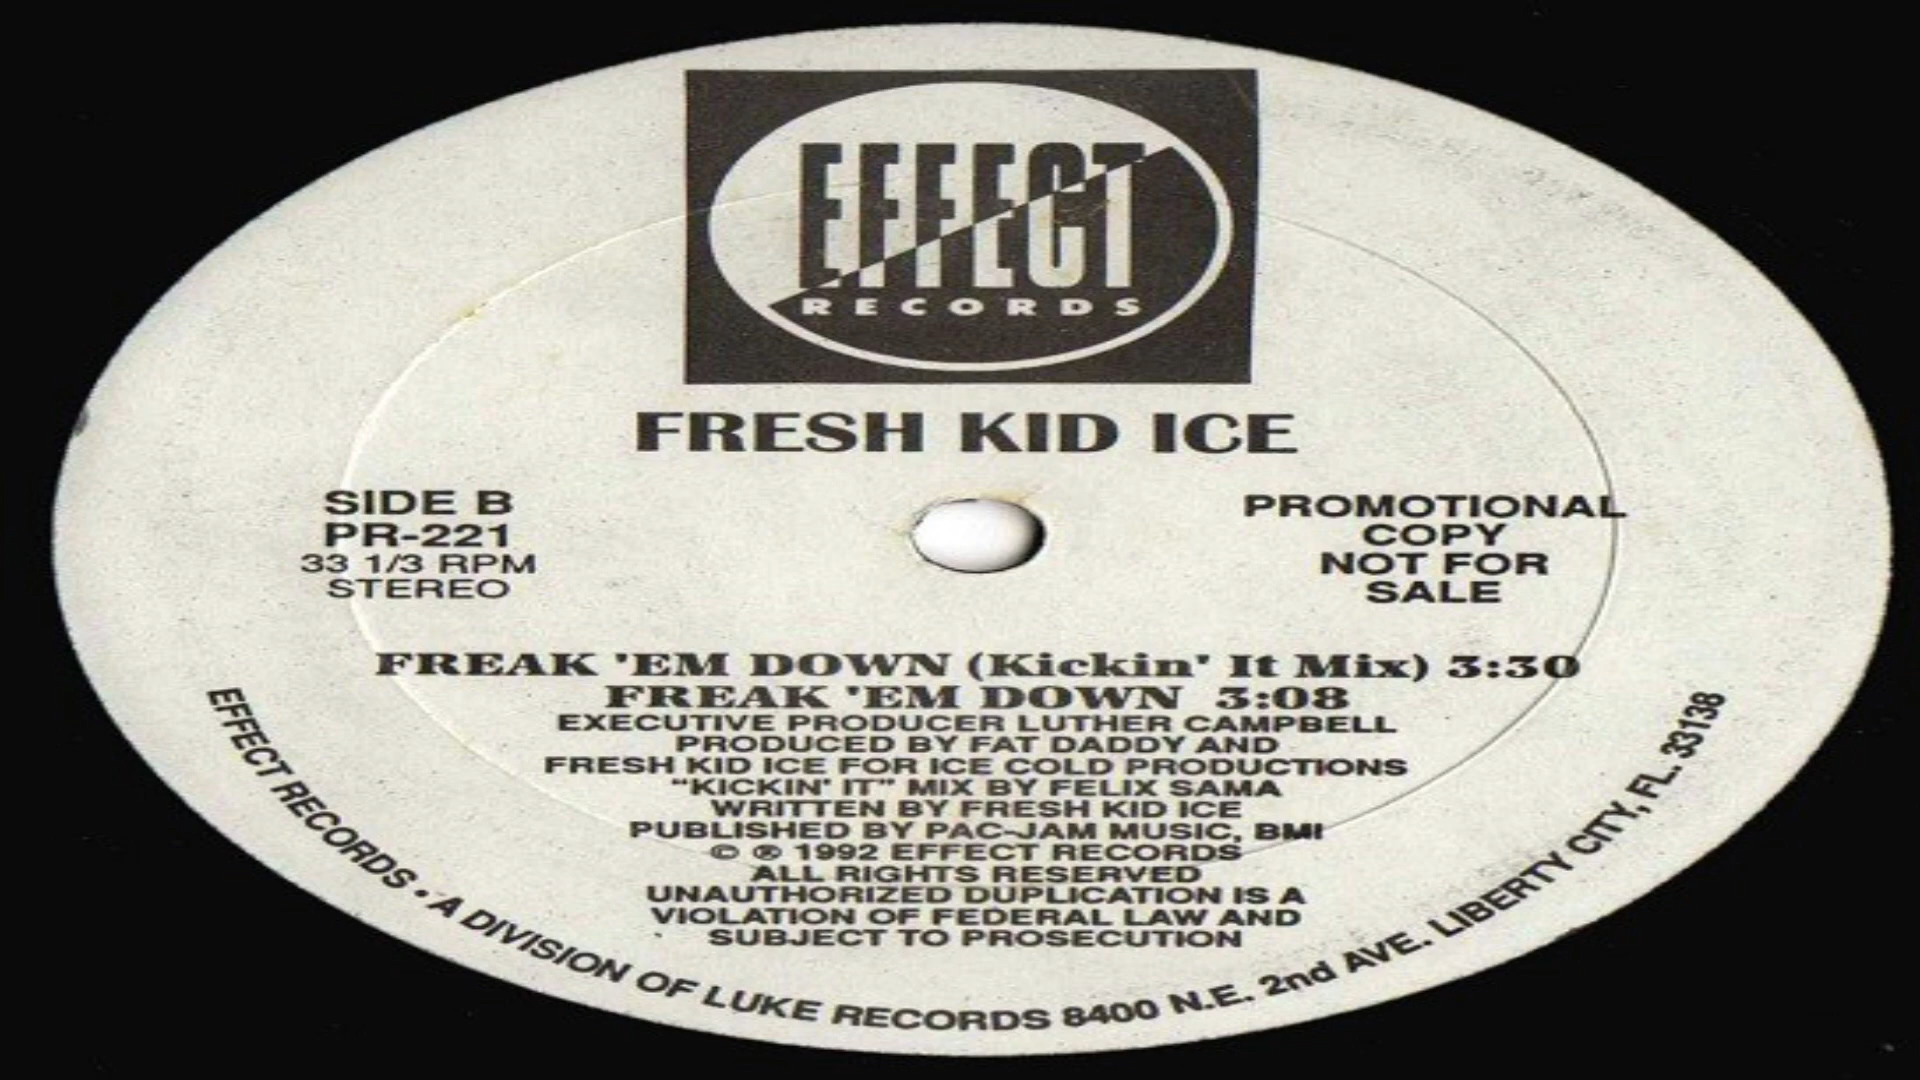 EFFECT
RECORDS
FRESH KID ICE
SIDE B
PR-221
33 1/3 RPM
STEREO
PROMOTIONAL
COPY
NOT FOR
SALE
FREAK 'EM DOWN (Kickin' It Mix) 3:30
FREAK 'EM DOWN 3:08
EXECUTIVE PRODUCER LUTHER CAMPBELL
PRODUCED BY FAT DADDY AND
FRESH KID ICE FOR ICE COLD PRODUCTIONS
"KICKIN' IT" MIX BY FELIX SAMA
WRITTEN BY FRESH KID ICE
PUBLISHED BY PAC-JAM MUSIC, BMI
© ® 1992 EFFECT RECORDS
ALL RIGHTS RESERVED
UNAUTHORIZED DUPLICATION IS A
VIOLATION OF FEDERAL LAW AND
SUBJECT TO PROSECUTION
EFFECT RECORDS • A DIVISION OF LUKE RECORDS 8400 N.E. 2nd AVE. LIBERTY CITY, FL. 33138